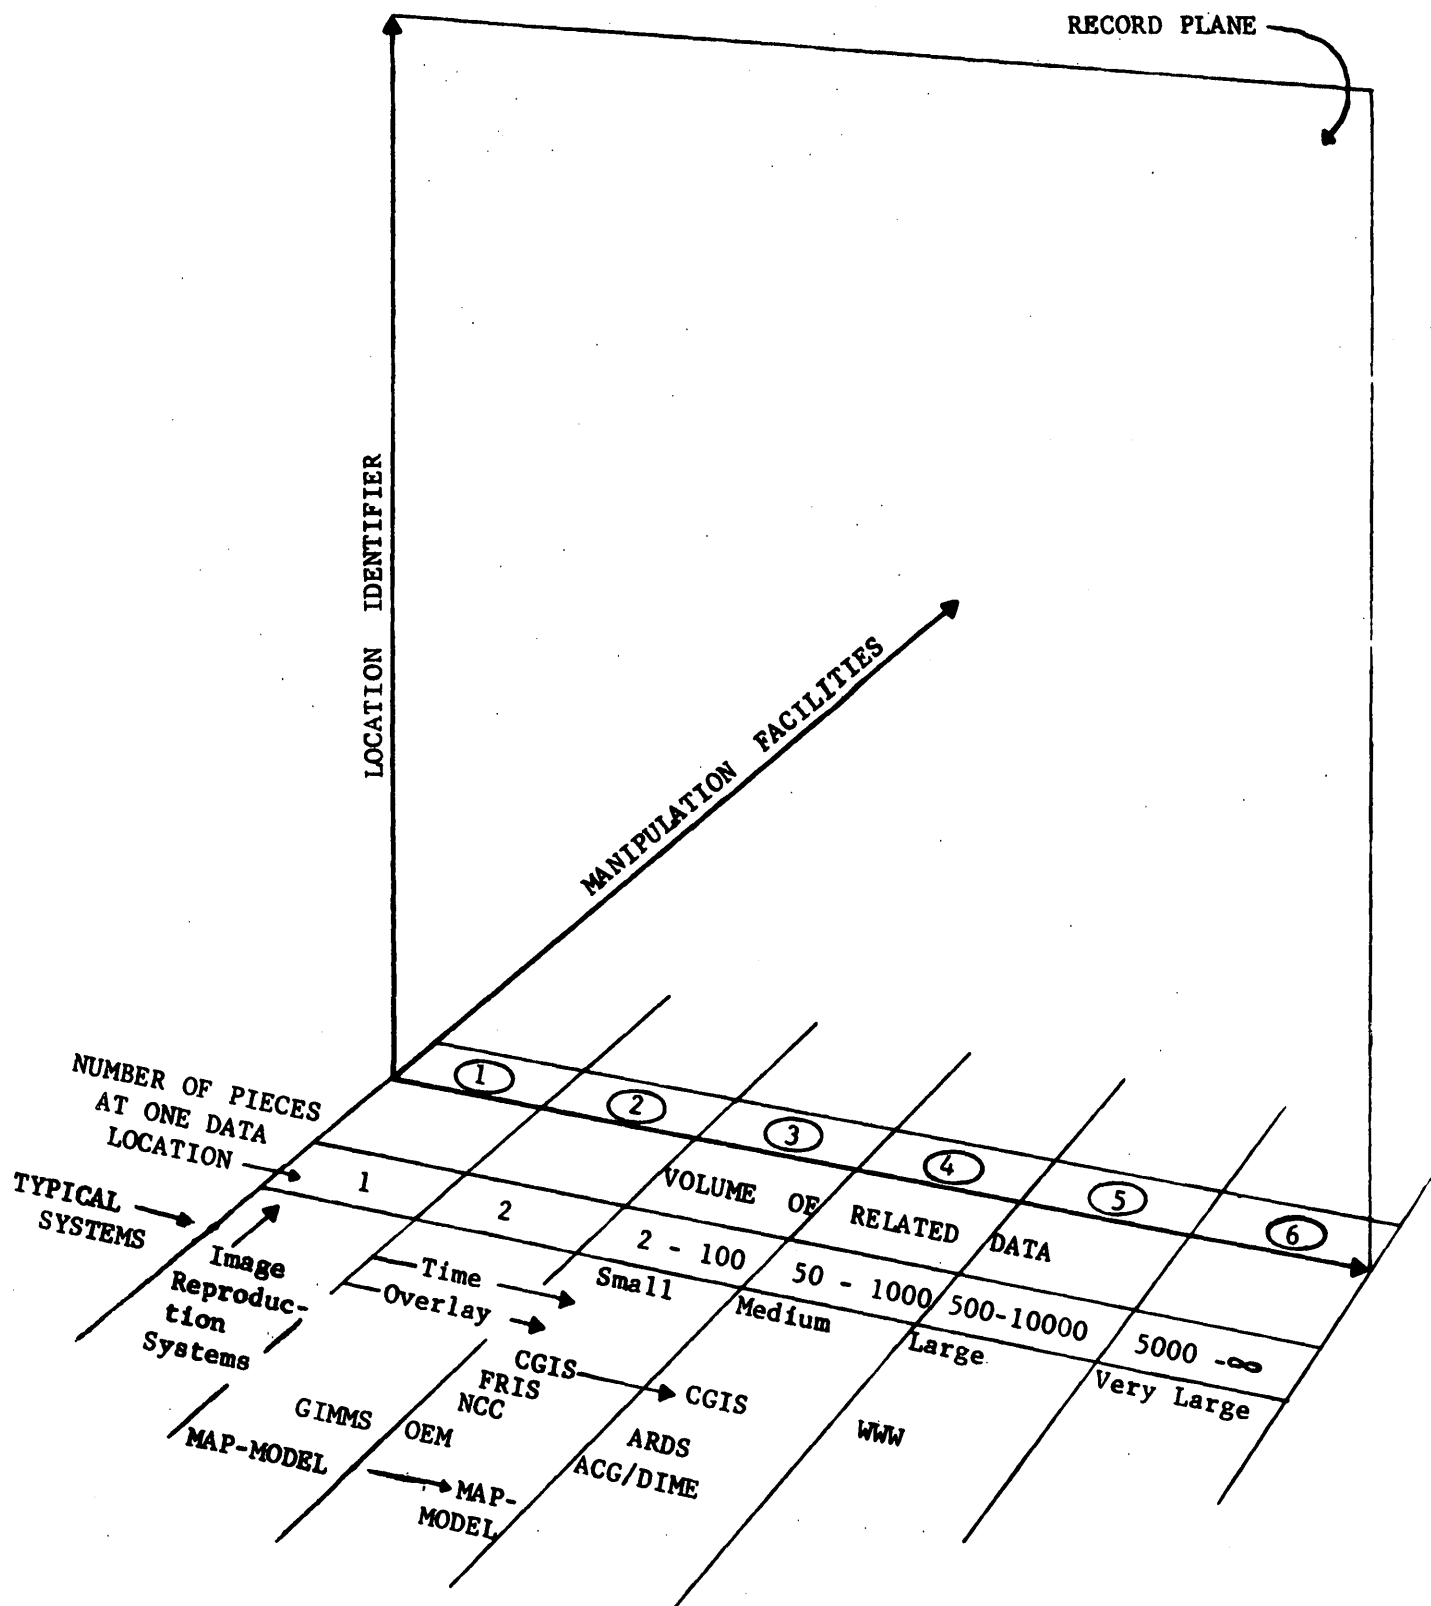 RECORD PLANE
LOCATION IDENTIFIER
MANIPULATION FACILITIES
NUMBER OF PIECES
AT ONE DATA
LOCATION
TYPICAL
SYSTEMS
1
2
3
4
5
6
VOLUME OF RELATED DATA
1
2
2 - 100
50 - 1000
500-10000
5000 -∞
Image
Reproduc-
tion
Systems
Time
Overlay
Small
Medium
Large
Very Large
CGIS
FRIS
NCC
CGIS
GIMMS
OEM
MAP-MODEL
MAP-
MODEL
ARDS
ACG/DIME
WWW